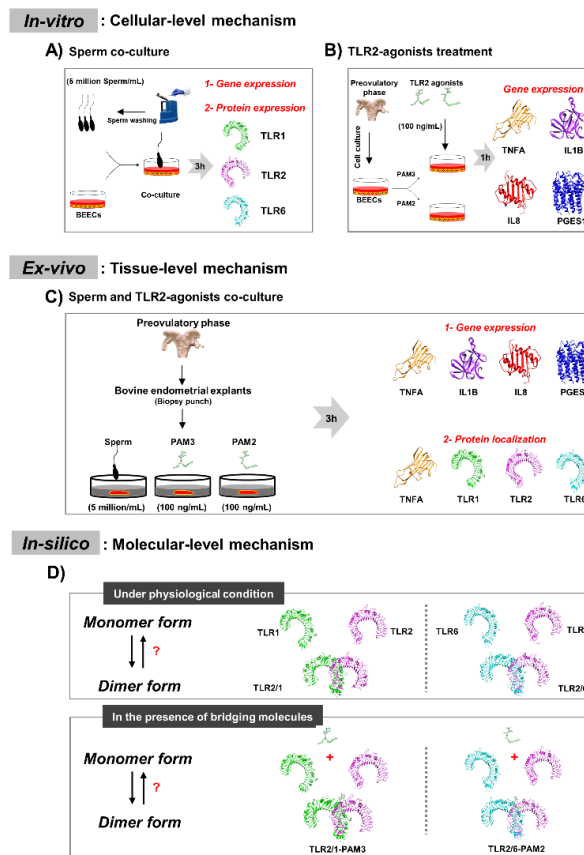 In-vitro : Cellular-level mechanism
A) Sperm co-culture
(5 million Sperm/mL)
Sperm washing
BEECs
Co-culture
3h
1- Gene expression
2- Protein expression
TLR1
TLR2
TLR6
B) TLR2-agonists treatment
Preovulatory phase
TLR2 agonists
(100 ng/mL)
Cell culture
BEECs
PAM3
PAM2
1h
Gene expression
TNFA IL1B
IL8 PGES1
Ex-vivo : Tissue-level mechanism
C) Sperm and TLR2-agonists co-culture
Preovulatory phase
Bovine endometrial explants
(Biopsy punch)
Sperm PAM3 PAM2
(5 million/mL) (100 ng/mL) (100 ng/mL)
3h
1- Gene expression
TNFA IL1B IL8 PGES
2- Protein localization
TNFA TLR1 TLR2 TLR6
In-silico : Molecular-level mechanism
D)
Under physiological condition
Monomer form
?
Dimer form
TLR1 TLR2
TLR2/1
TLR6 TLR
TLR2/
In the presence of bridging molecules
Monomer form
?
Dimer form
+
+
TLR2/1-PAM3
TLR2/6-PAM2